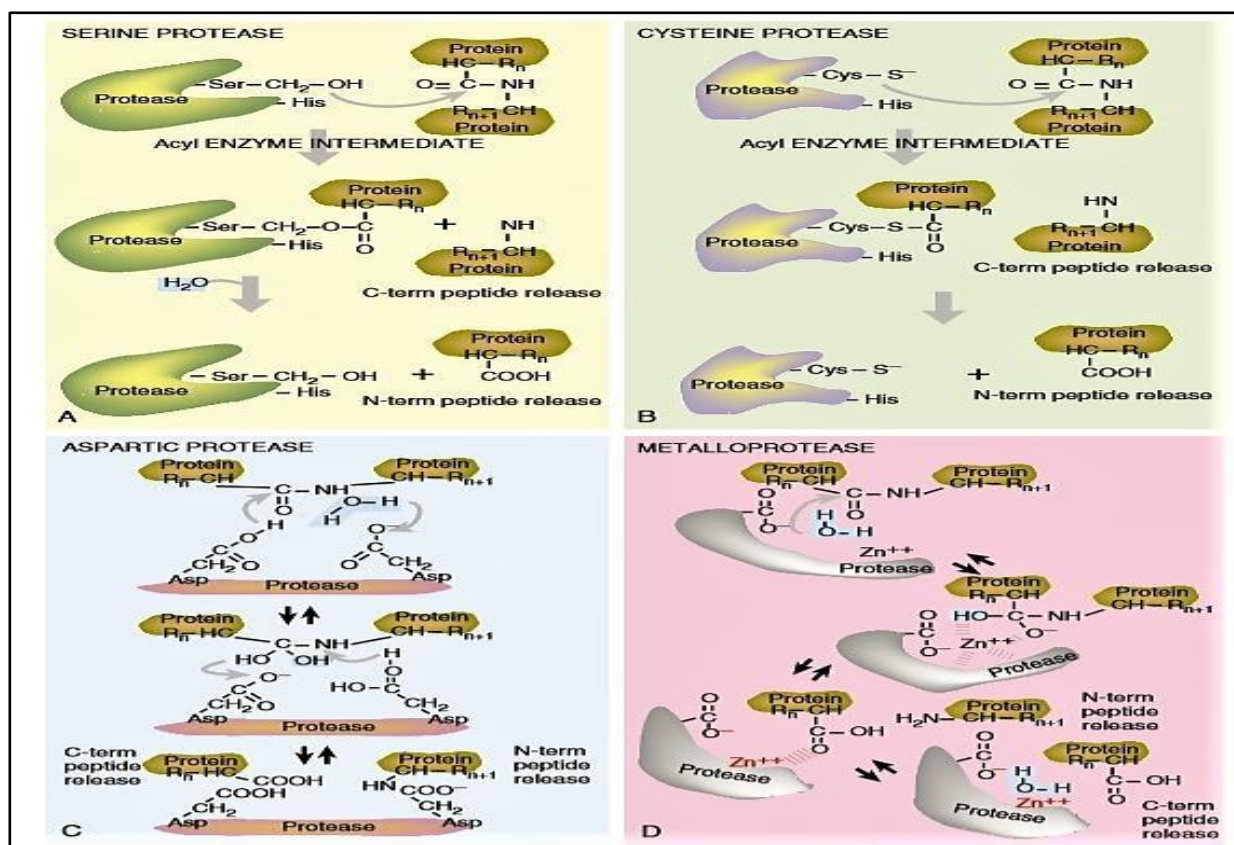 SERINE PROTEASE
Protein
HC–Rn
Ser–CH2–OH
O=C–NH
Protease
His
Rn+1–CH
Protein
Acyl ENZYME INTERMEDIATE
Protein
HC–Rn
+
NH
Ser–CH2–O–C
Protease
His
O
Rn+1–CH
Protein
H2O
C-term peptide release
Protein
HC–Rn
Ser–CH2–OH
+
COOH
Protease
His
N-term peptide release
A
CYSTEINE PROTEASE
Protein
HC–Rn
Cys–S–
O=C–NH
Protease
His
Rn+1–CH
Protein
Acyl ENZYME INTERMEDIATE
Protein
HC–Rn
HN
Cys–S–C
Protease
His
O
Rn+1–CH
Protein
C-term peptide release
Protein
HC–Rn
Cys–S–
+
COOH
Protease
His
N-term peptide release
B
ASPARTIC PROTEASE
Protein
Rn–CH
Protein
CH–Rn+1
C–NH
O
O–H
H
H
O
C
O
CH2
Asp
O–
C
O
CH2
Asp
Protease
Protein
Rn–HC
Protein
CH–Rn+1
C–NH
HO
OH
H
O
O–
C
O
CH2
Asp
HO–C
CH2
Asp
Protease
C-term
peptide
release
Protein
Rn–HC
COOH
COOH
CH2
Asp
Protein
CH–Rn+1
HN
COO–
CH2
Asp
N-term
peptide
release
Protease
C
METALLOPROTEASE
Protein
Rn–CH
Protein
CH–Rn+1
C–NH
O
O
C
O–
H
O–H
Zn++
Protease
Protein
Rn–CH
Protein
CH–Rn+1
HO–C–NH
O–
O
C
O–
Zn++
Protease
Protein
Rn–CH
C–OH
O
O
C
O–
Zn++
Protease
Protein
H2N–CH–Rn+1
N-term
peptide
release
O
C
O–
H
O–H
Zn++
Protease
Protein
Rn–CH
C–OH
O
C-term
peptide
release
D